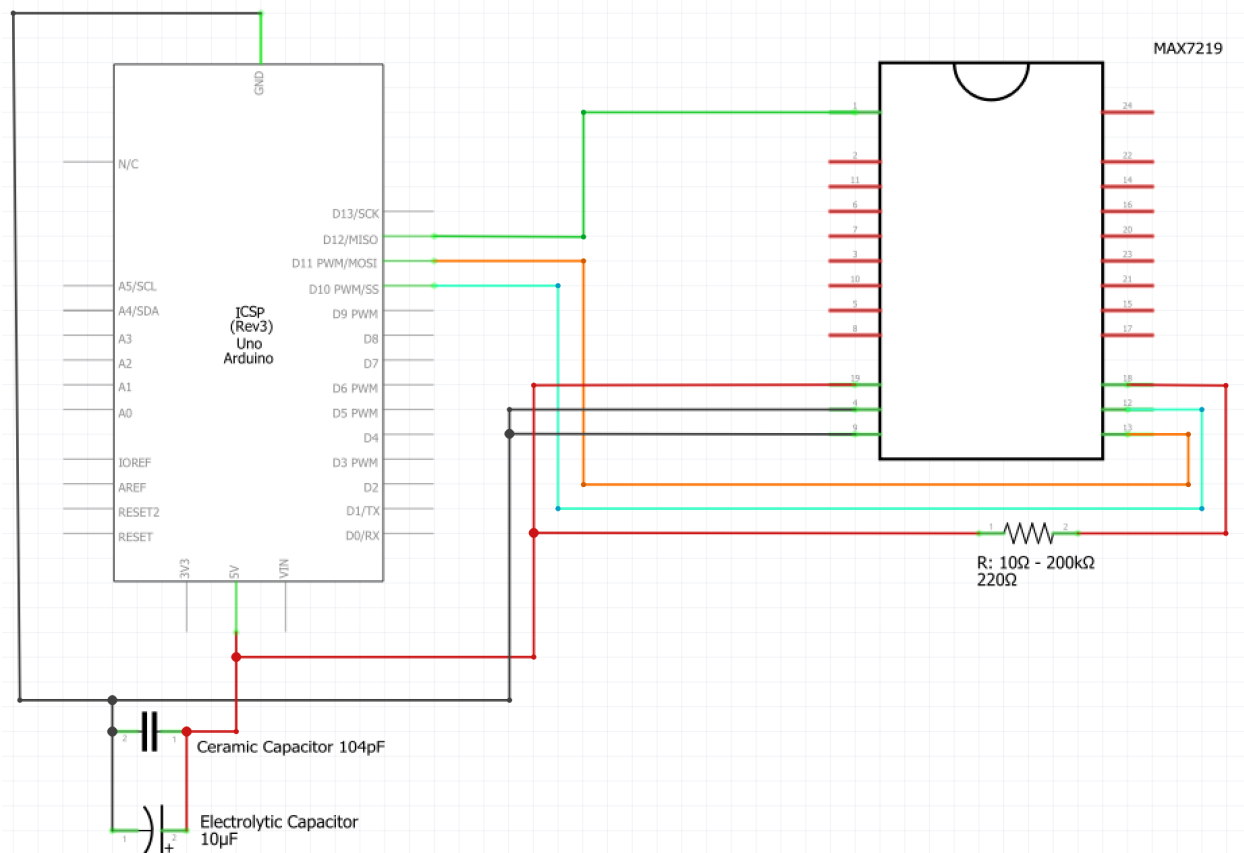 MAX7219
GND
N/C
D13/SCK
D12/MISO
D11 PWM/MOSI
D10 PWM/SS
D9 PWM
D8
D7
D6 PWM
D5 PWM
D4
D3 PWM
D2
D1/TX
D0/RX
A5/SCL
A4/SDA
A3
A2
A1
A0
IOREF
AREF
RESET2
RESET
ICSP
(Rev3)
Uno
Arduino
3V3
5V
VIN
1
2
11
6
7
3
10
5
8
19
4
9
24
22
14
16
20
23
21
15
17
18
12
13
1
2
R: 10Ω - 200kΩ
220Ω
2
1
Ceramic Capacitor 104pF
Electrolytic Capacitor
10µF
1
2
+